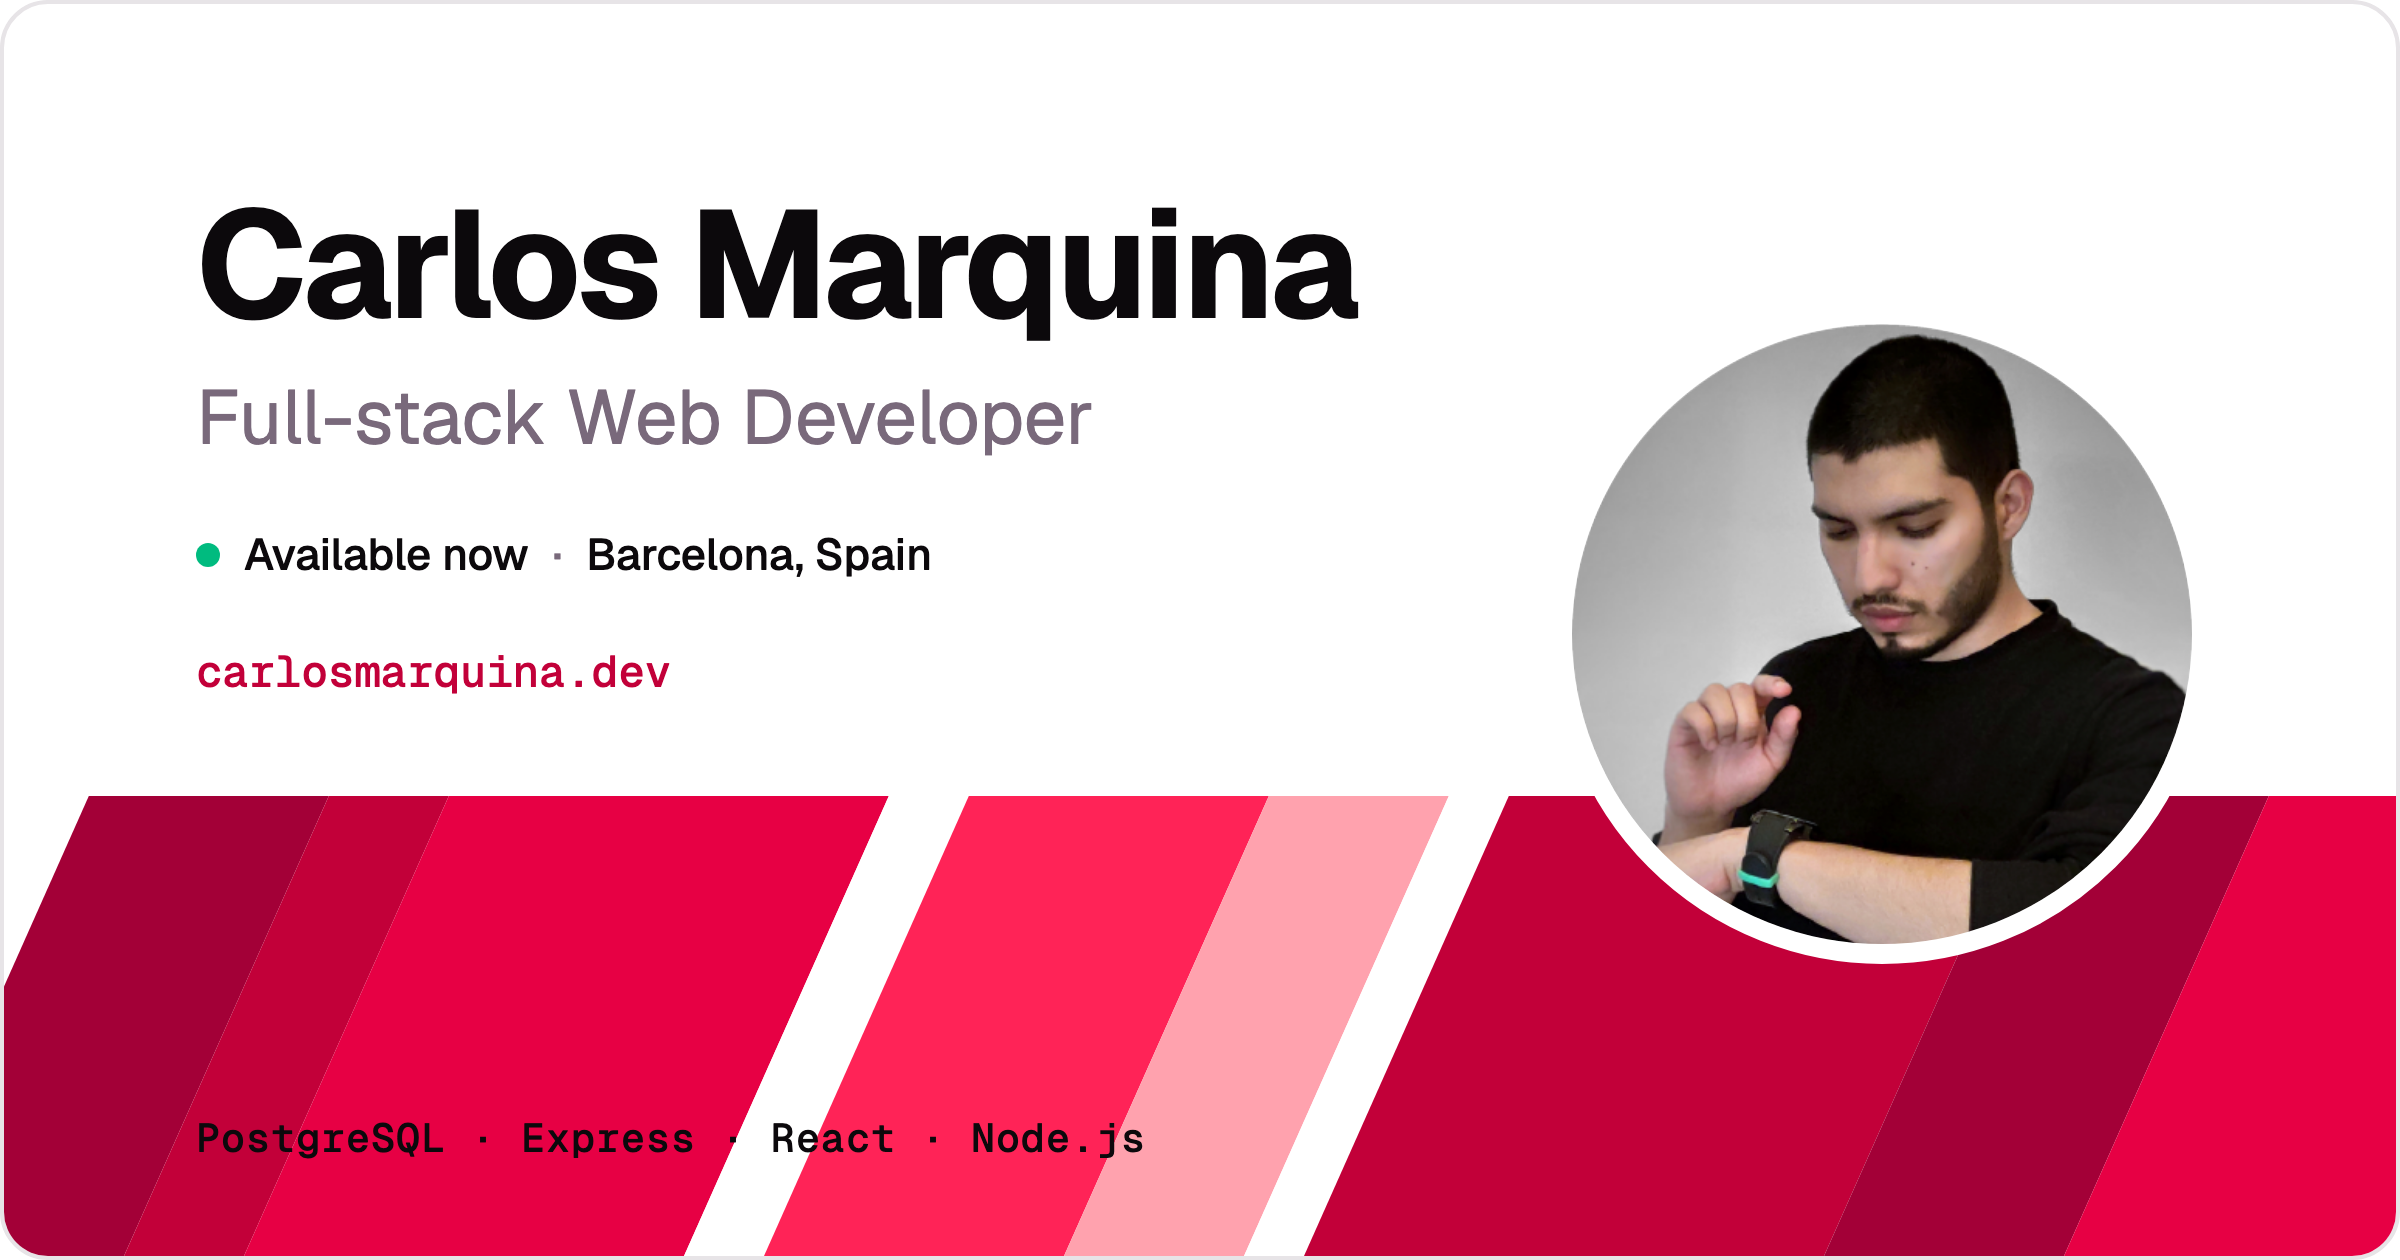 Carlos Marquina
Full-stack Web Developer
Available now · Barcelona, Spain
carlosmarquina.dev
PostgreSQL · Express · React · Node.js